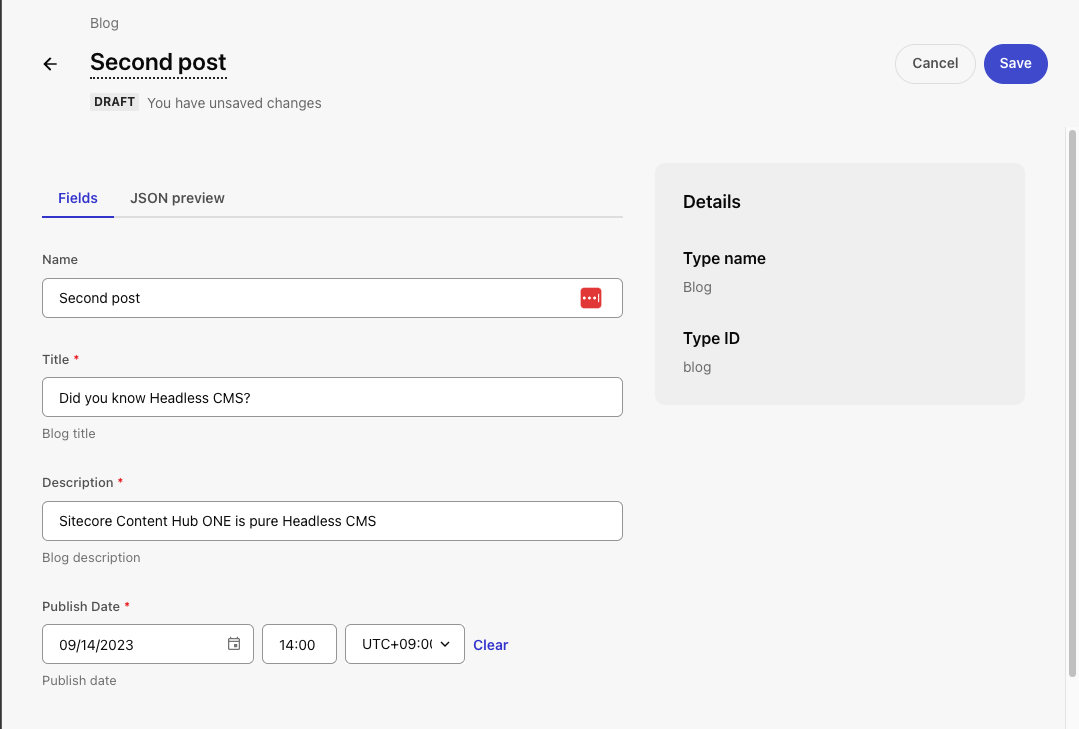 Blog
Second post
Cancel
Save
DRAFT You have unsaved changes
Fields
JSON preview
Name
Second post
Title *
Did you know Headless CMS?
Blog title
Description *
Sitecore Content Hub ONE is pure Headless CMS
Blog description
Publish Date *
09/14/2023
14:00
UTC+09:00
Clear
Publish date
Details
Type name
Blog
Type ID
blog